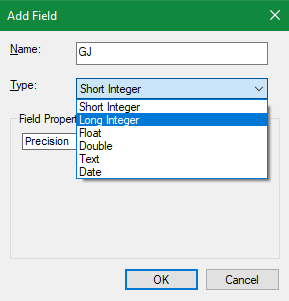 Add Field
Name: GJ
Type: Short Integer
Short Integer
Long Integer
Float
Double
Text
Date
Field Propert
Precision
OK Cancel